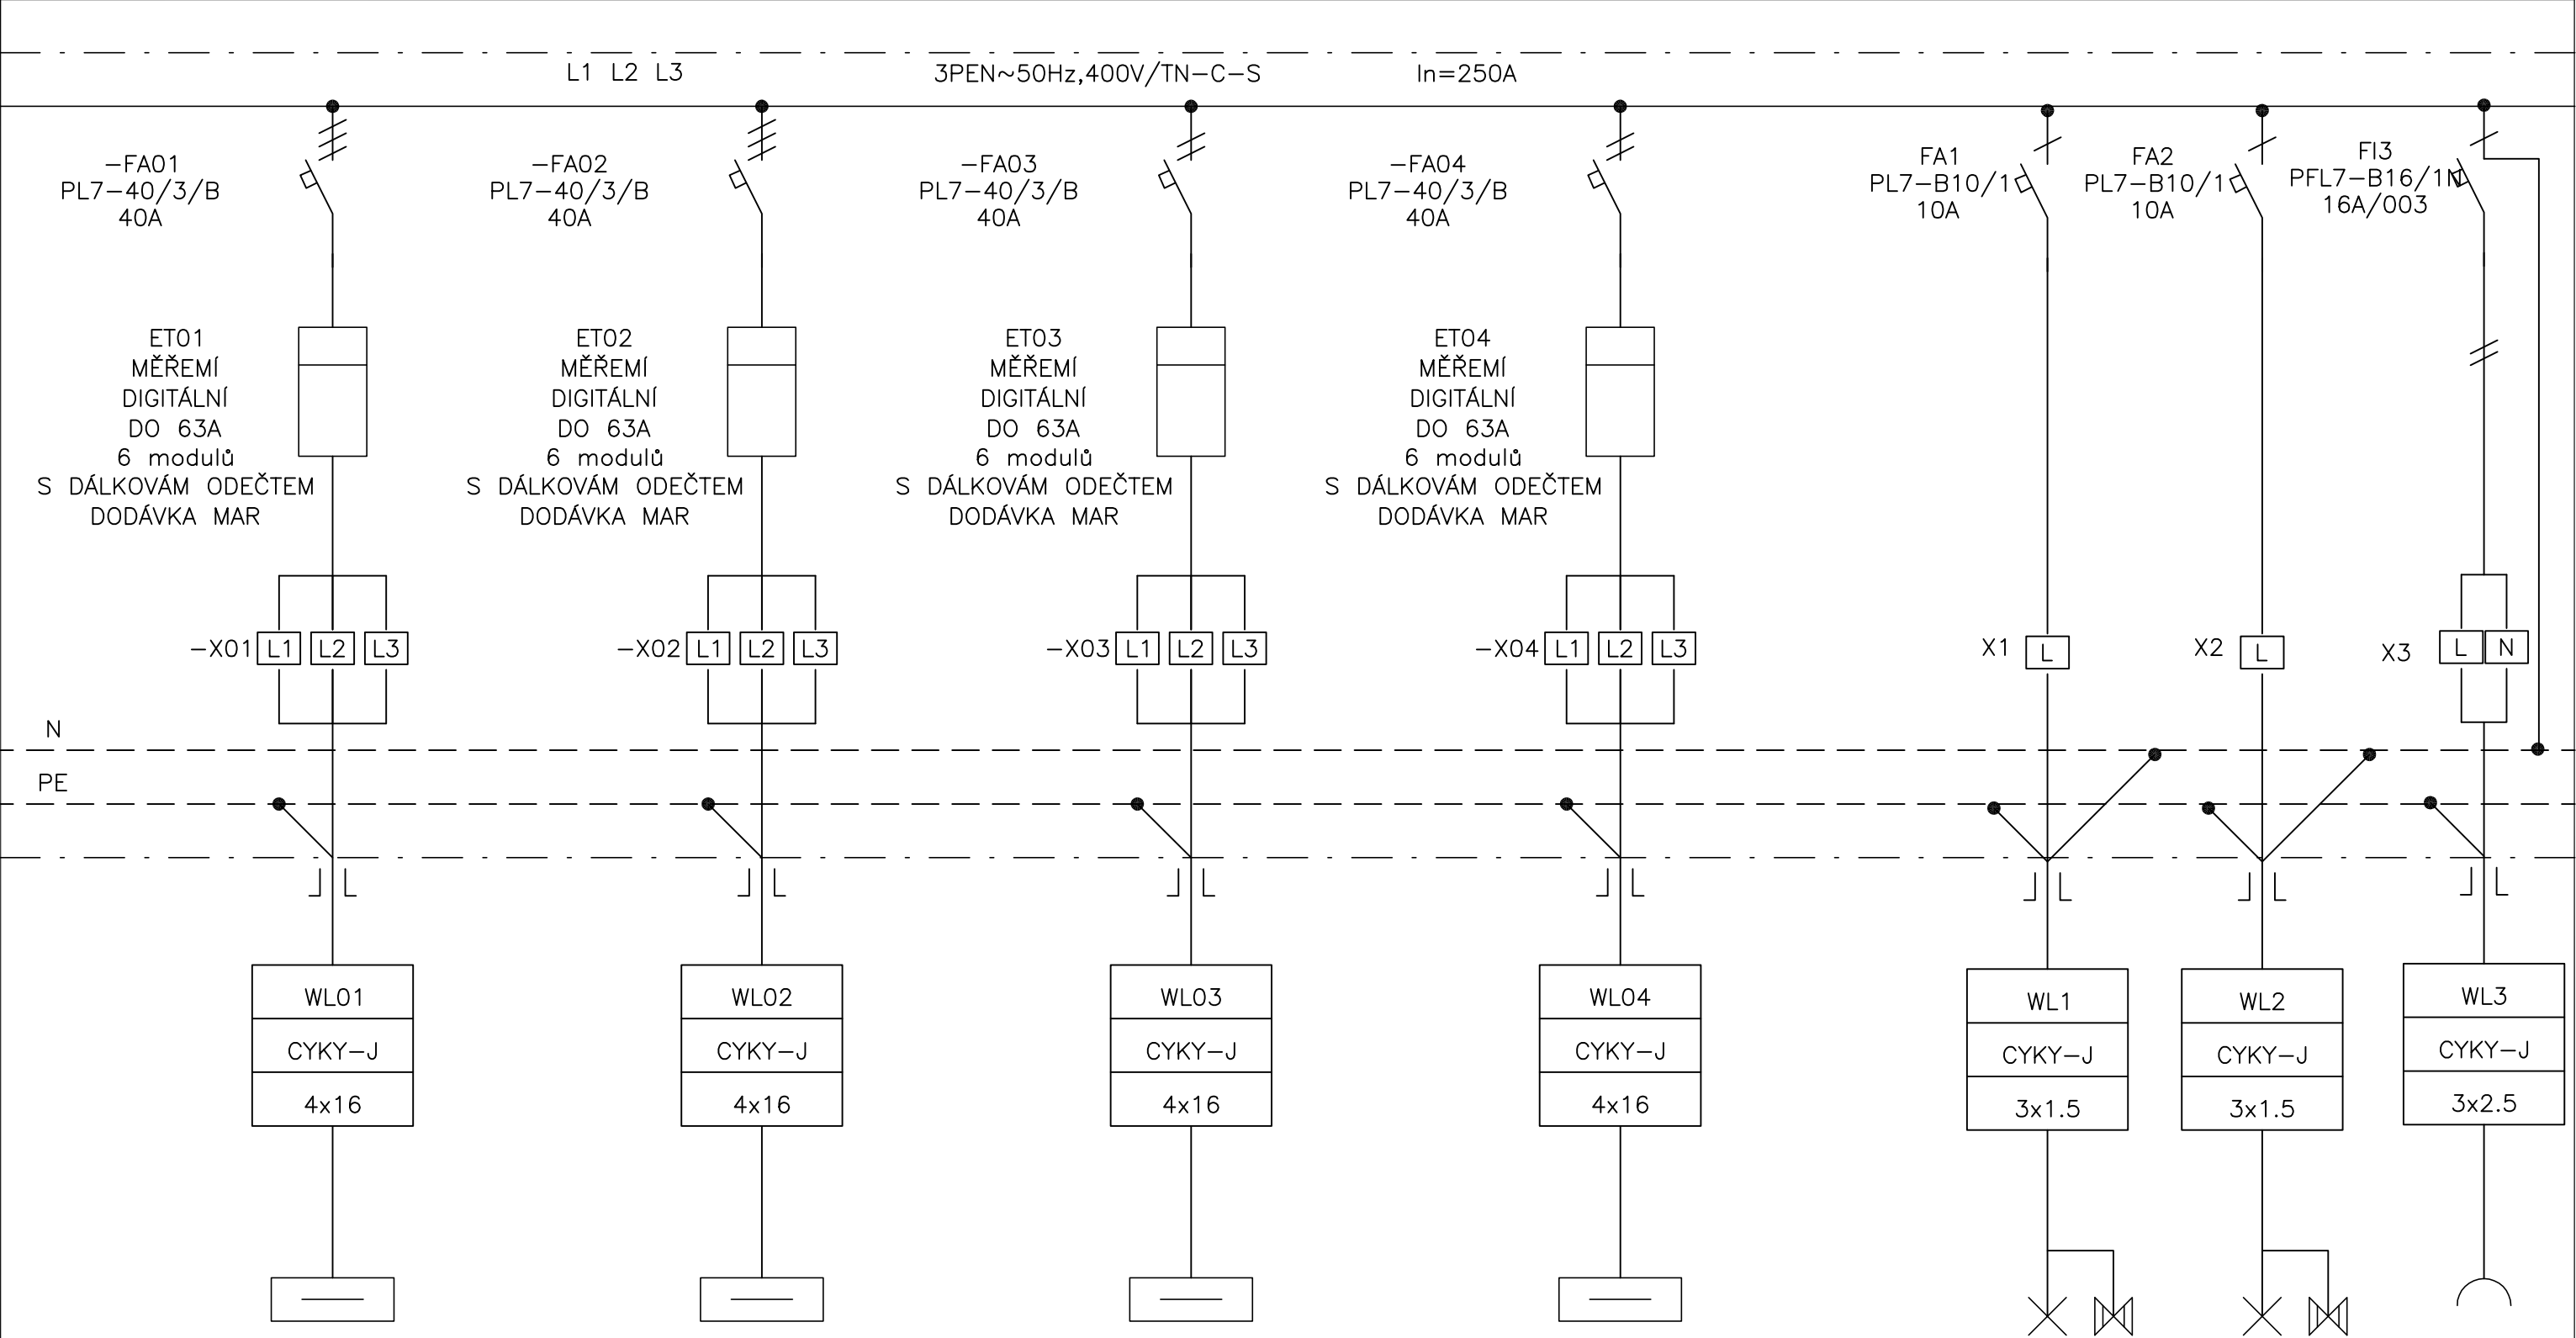 L1 L2 L3 3PEN~50Hz,400V/TN-C-S In=250A
-FA01
PL7-40/3/B
40A
-FA02
PL7-40/3/B
40A
-FA03
PL7-40/3/B
40A
-FA04
PL7-40/3/B
40A
FA1
PL7-B10/1
10A
FA2
PL7-B10/1
10A
FI3
PFL7-B16/1N
16A/003
ET01
MĚŘEMÍ
DIGITÁLNÍ
DO 63A
6 modulů
S DÁLKOVÁM ODEČTEM
DODÁVKA MAR
ET02
MĚŘEMÍ
DIGITÁLNÍ
DO 63A
6 modulů
S DÁLKOVÁM ODEČTEM
DODÁVKA MAR
ET03
MĚŘEMÍ
DIGITÁLNÍ
DO 63A
6 modulů
S DÁLKOVÁM ODEČTEM
DODÁVKA MAR
ET04
MĚŘEMÍ
DIGITÁLNÍ
DO 63A
6 modulů
S DÁLKOVÁM ODEČTEM
DODÁVKA MAR
-X01 L1 L2 L3
-X02 L1 L2 L3
-X03 L1 L2 L3
-X04 L1 L2 L3
X1 L
X2 L
X3 L N
N
PE
WL01
CYKY-J
4x16
WL02
CYKY-J
4x16
WL03
CYKY-J
4x16
WL04
CYKY-J
4x16
WL1
CYKY-J
3x1.5
WL2
CYKY-J
3x1.5
WL3
CYKY-J
3x2.5